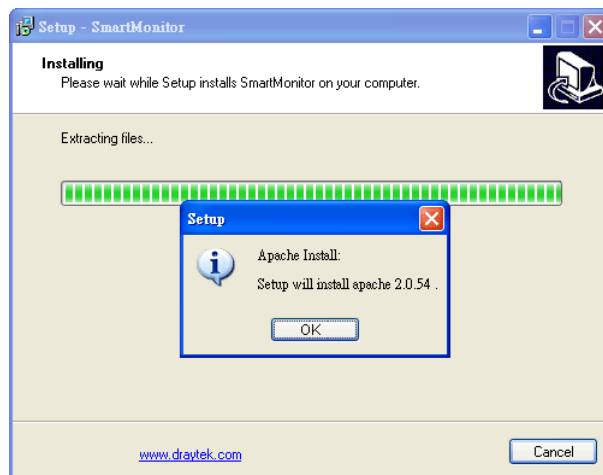 Setup - SmartMonitor
Installing
Please wait while Setup installs SmartMonitor on your computer.
Extracting files...
Setup
Apache Install:
Setup will install apache 2.0.54 .
OK
www.draytek.com
Cancel